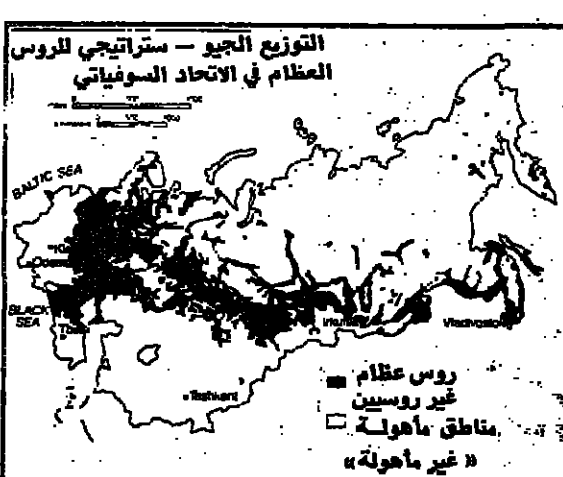 التوزيع الجيو — ستراتيجي للروس
العظام في الاتحاد السوفياتي
BALTIC SEA
BLACK
SEA
Irkutsk
Vladivostok
Tashkent
روس عظام
غير روسيين
مناطق مأهولة
« غير مأهولة »